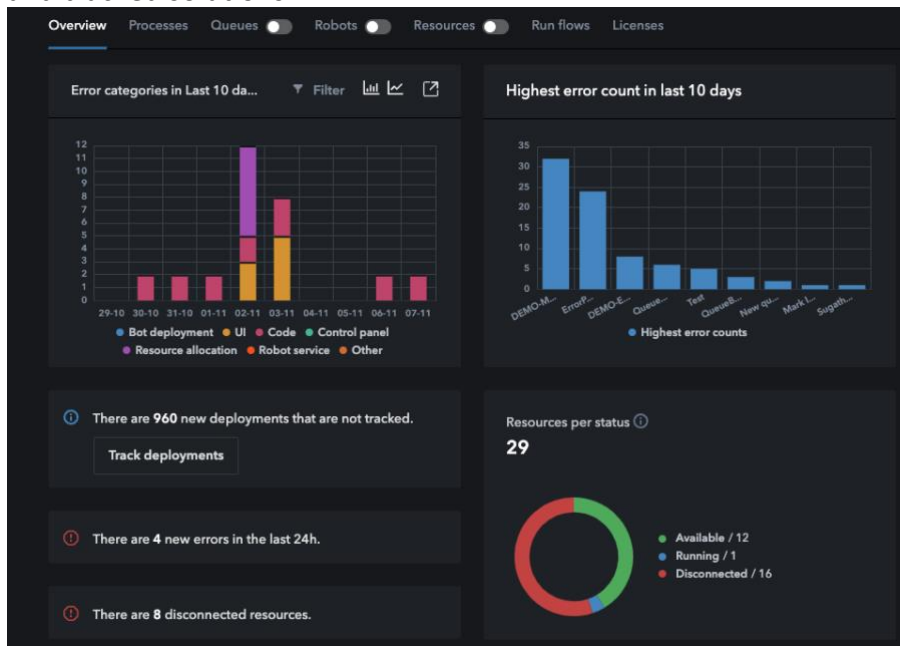 Overview Processes Queues Robots Resources Run flows Licenses
Error categories in Last 10 da... Filter
12
11
10
9
8
7
6
5
4
3
2
1
0
29-10 30-10 31-10 01-11 02-11 03-11 04-11 05-11 06-11 07-11
Bot deployment UI Code Control panel
Resource allocation Robot service Other
Highest error count in last 10 days
35
30
25
20
15
10
5
0
DEMO-M... ErrorP... DEMO-E... Queue... Test QueueB... New qu... Mark I... Sugath...
Highest error counts
There are 960 new deployments that are not tracked.
Track deployments
There are 4 new errors in the last 24h.
There are 8 disconnected resources.
Resources per status
29
Available / 12
Running / 1
Disconnected / 16